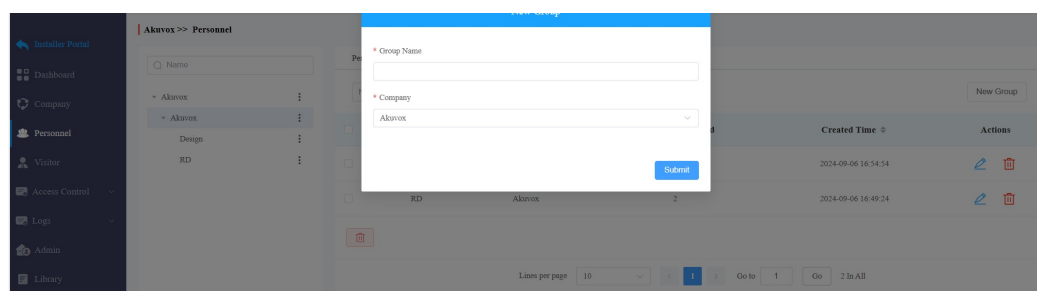 New Group
Akuvox >> Personnel
Installer Portal
Dashboard
Company
Personnel
Visitor
Access Control
Logs
Admin
Library
Name
Akuvox
Akuvox
Design
RD
* Group Name
* Company
Akuvox
Submit
New Group
Created Time
Actions
2024-09-06 16:54:54
RD Akuvox 2 2024-09-06 16:49:24
Lines per page 10 1 Go to 1 Go 2 In All